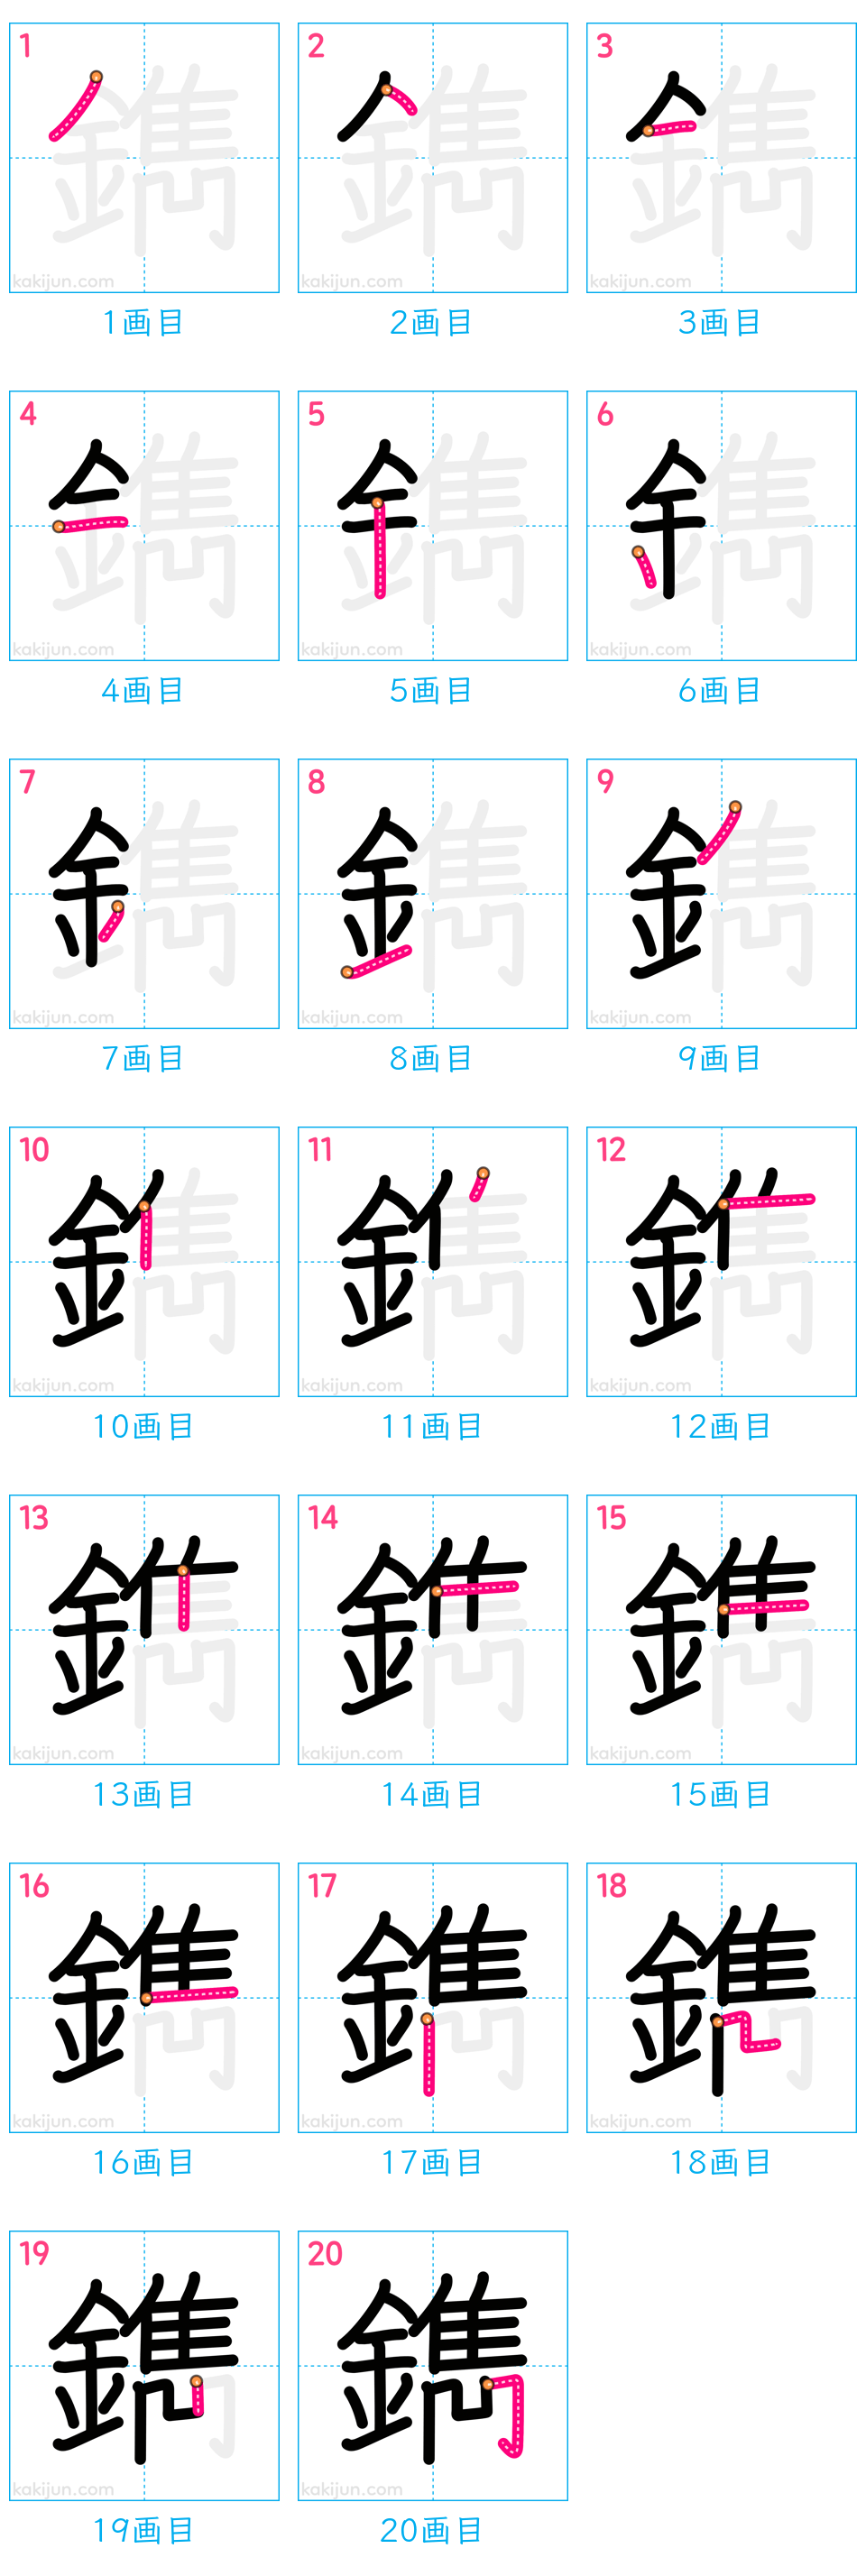 1 2 3
kakijun.com kakijun.com kakijun.com
1画目 2画目 3画目
4 5 6
kakijun.com kakijun.com kakijun.com
4画目 5画目 6画目
7 8 9
kakijun.com kakijun.com kakijun.com
7画目 8画目 9画目
10 11 12
kakijun.com kakijun.com kakijun.com
10画目 11画目 12画目
13 14 15
kakijun.com kakijun.com kakijun.com
13画目 14画目 15画目
16 17 18
kakijun.com kakijun.com kakijun.com
16画目 17画目 18画目
19 20
鐫
kakijun.com kakijun.com
19画目 20画目